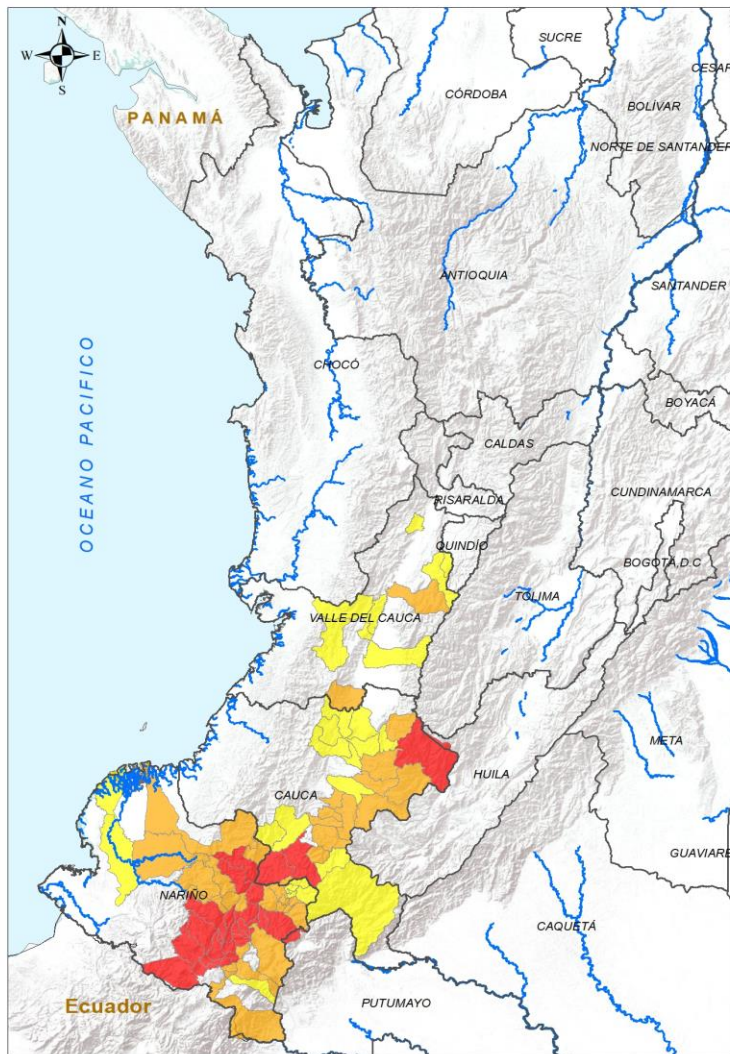 N
W E
S
SUCRE
CESAR
CÓRDOBA
BOLÍVAR
PANAMÁ
NORTE DE SANTANDER
ANTIOQUIA
SANTANDER
OCEANO PACIFICO
CHOCÓ
BOYACÁ
CALDAS
CUNDINAMARCA
RISARALDA
QUINDÍO
BOGOTÁ, D.C
TOLIMA
VALLE DEL CAUCA
META
HUILA
CAUCA
GUAVIARE
NARIÑO
CAQUETÁ
Ecuador
PUTUMAYO